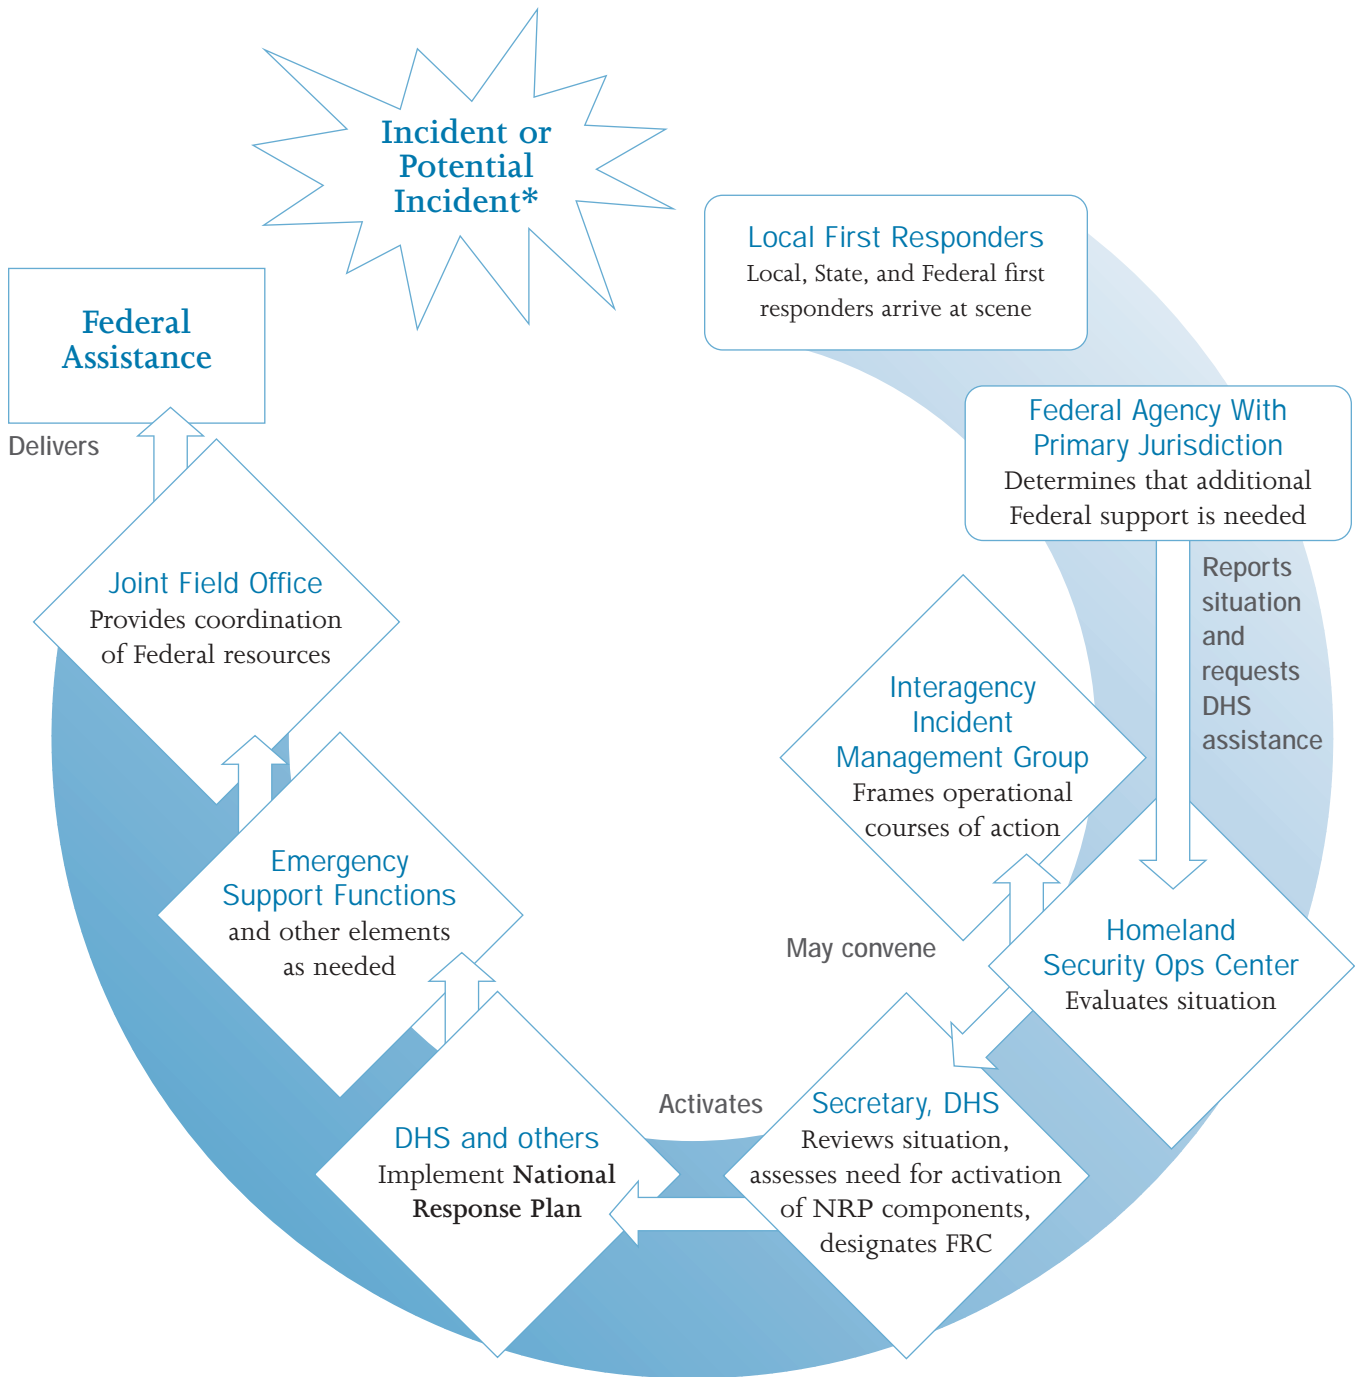 Incident or
Potential
Incident*
Local First Responders
Local, State, and Federal first
responders arrive at scene
Federal Agency With
Primary Jurisdiction
Determines that additional
Federal support is needed
Reports
situation
and
requests
DHS
assistance
Homeland
Security Ops Center
Evaluates situation
Interagency
Incident
Management Group
Frames operational
courses of action
May convene
Secretary, DHS
Reviews situation,
assesses need for activation
of NRP components,
designates FRC
Activates
DHS and others
Implement National
Response Plan
Emergency
Support Functions
and other elements
as needed
Joint Field Office
Provides coordination
of Federal resources
Delivers
Federal
Assistance